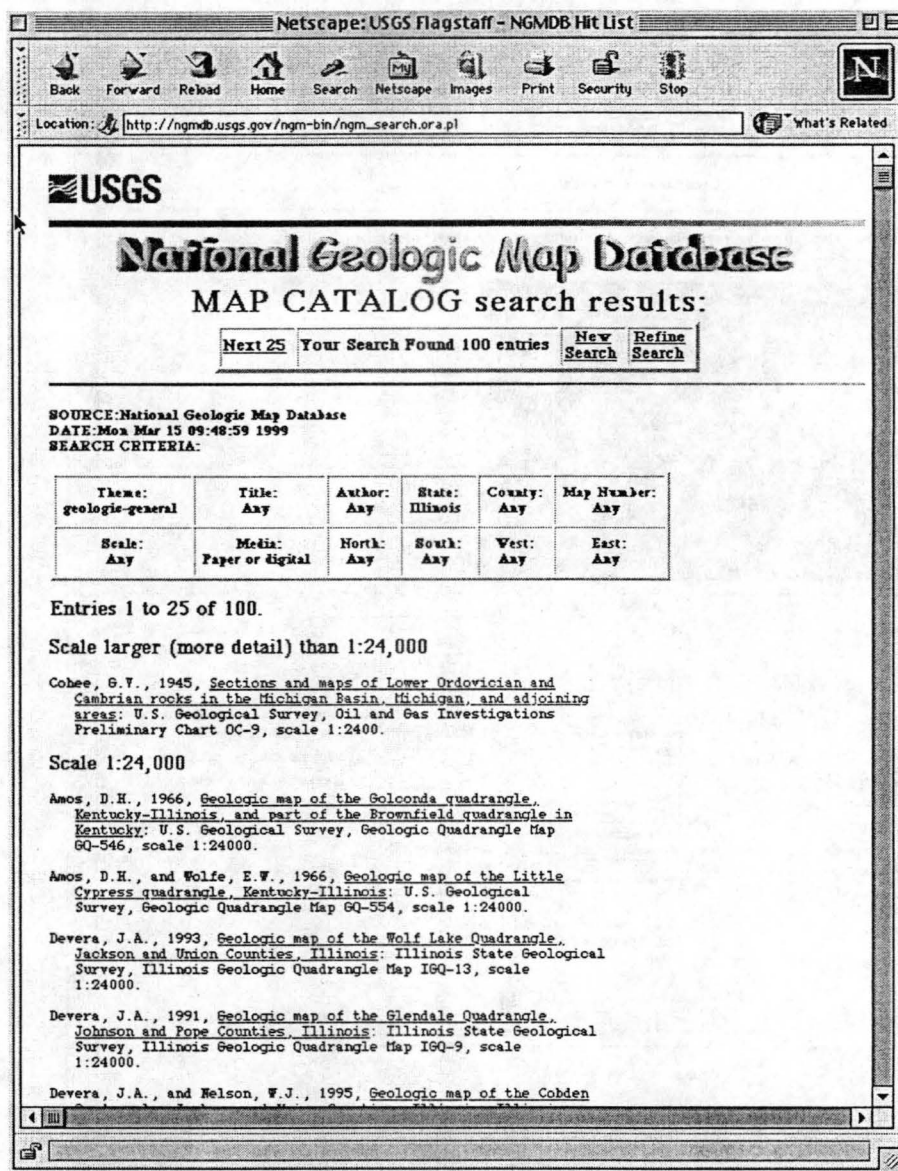 Netscape: USGS Flagstaff - NGMDB Hit List
Back Forward Reload Home Search Netscape Images Print Security Stop
My
N
Location: http://ngmdb.usgs.gov/ngm-bin/ngm_search.ora.pl What's Related
USGS
National Geologic Map Database
MAP CATALOG search results:
Next 25 Your Search Found 100 entries New Search Refine Search
SOURCE:National Geologic Map Database
DATE:Mon Mar 15 09:48:59 1999
SEARCH CRITERIA:
Theme: Title: Author: State: County: Map Number:
geologic-general Any Any Illinois Any Any
Scale: Media: North: South: West: East:
Any Paper or digital Any Any Any Any
Entries 1 to 25 of 100.
Scale larger (more detail) than 1:24,000
Cohee, G.V., 1945, Sections and maps of Lower Ordovician and
Cambrian rocks in the Michigan Basin, Michigan, and adjoining
areas: U.S. Geological Survey, Oil and Gas Investigations
Preliminary Chart OC-9, scale 1:2400.
Scale 1:24,000
Amos, D.H., 1966, Geologic map of the Golconda quadrangle,
Kentucky-Illinois, and part of the Brownfield quadrangle in
Kentucky: U.S. Geological Survey, Geologic Quadrangle Map
GQ-546, scale 1:24000.
Amos, D.H., and Wolfe, E.W., 1966, Geologic map of the Little
Cypress quadrangle, Kentucky-Illinois: U.S. Geological
Survey, Geologic Quadrangle Map GQ-554, scale 1:24000.
Devera, J.A., 1993, Geologic map of the Wolf Lake Quadrangle,
Jackson and Union Counties, Illinois: Illinois State Geological
Survey, Illinois Geologic Quadrangle Map IGQ-13, scale
1:24000.
Devera, J.A., 1991, Geologic map of the Glendale Quadrangle,
Johnson and Pope Counties, Illinois: Illinois State Geological
Survey, Illinois Geologic Quadrangle Map IGQ-9, scale
1:24000.
Devera, J.A., and Nelson, W.J., 1995, Geologic map of the Cobden